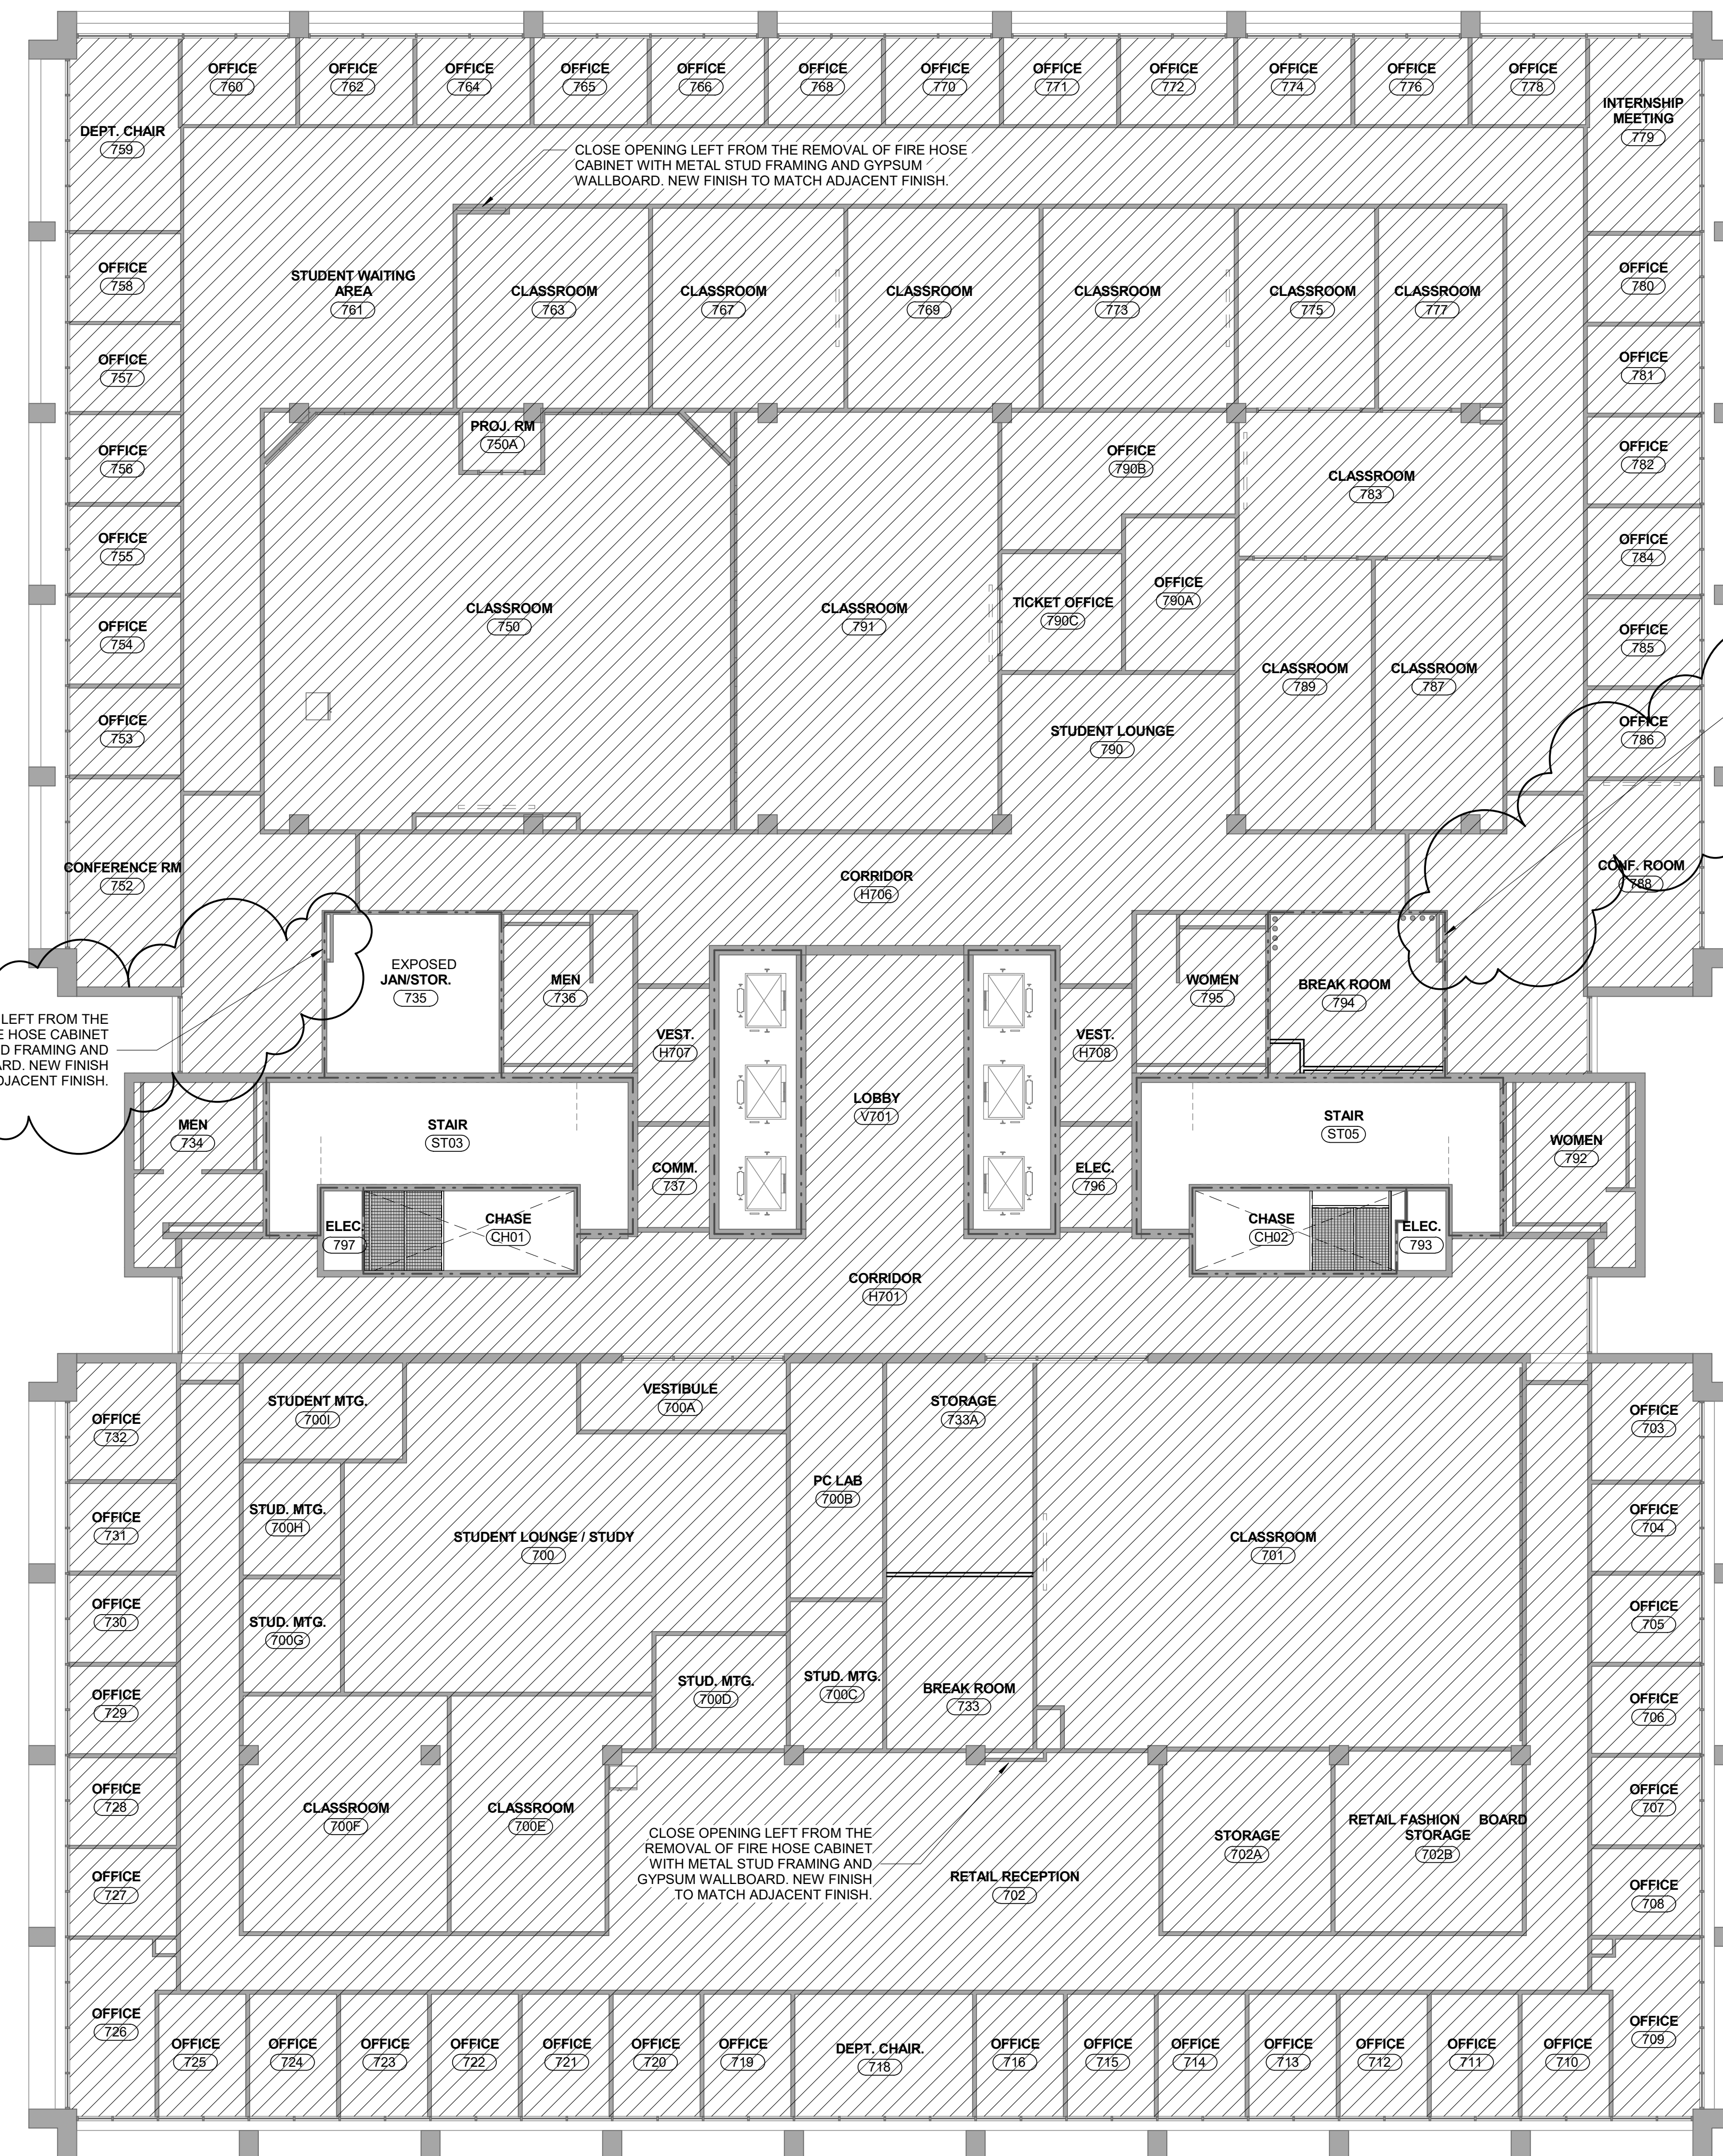 OFFICE
760
OFFICE
762
OFFICE
764
OFFICE
765
OFFICE
766
OFFICE
768
OFFICE
770
OFFICE
771
OFFICE
772
OFFICE
774
OFFICE
776
OFFICE
778
DEPT. CHAIR
759
INTERNSHIP
MEETING
779
CLOSE OPENING LEFT FROM THE REMOVAL OF FIRE HOSE
CABINET WITH METAL STUD FRAMING AND GYPSUM
WALLBOARD. NEW FINISH TO MATCH ADJACENT FINISH.
OFFICE
758
STUDENT WAITING
AREA
761
CLASSROOM
763
CLASSROOM
767
CLASSROOM
769
CLASSROOM
773
CLASSROOM
775
CLASSROOM
777
OFFICE
780
OFFICE
757
OFFICE
781
OFFICE
756
PROJ. RM
750A
OFFICE
790B
CLASSROOM
783
OFFICE
782
OFFICE
755
OFFICE
784
OFFICE
754
CLASSROOM
750
CLASSROOM
791
TICKET OFFICE
790C
OFFICE
790A
OFFICE
785
CLASSROOM
789
CLASSROOM
787
OFFICE
753
STUDENT LOUNGE
790
OFFICE
786
CONFERENCE RM
752
CORRIDOR
H706
CONF. ROOM
788
EXPOSED
JAN/STOR.
735
MEN
736
WOMEN
795
BREAK ROOM
794
LEFT FROM THE
E HOSE CABINET
D FRAMING AND
ARD. NEW FINISH
DJACENT FINISH.
VEST.
H707
VEST.
H708
LOBBY
V701
MEN
734
STAIR
ST03
STAIR
ST05
WOMEN
792
COMM.
737
ELEC.
796
ELEC.
797
CHASE
CH01
CHASE
CH02
ELEC.
793
CORRIDOR
H701
STUDENT MTG.
700I
VESTIBULE
700A
STORAGE
733A
OFFICE
732
OFFICE
703
PC LAB
700B
OFFICE
731
STUD. MTG.
700H
STUDENT LOUNGE / STUDY
700
CLASSROOM
701
OFFICE
704
OFFICE
730
STUD. MTG.
700G
OFFICE
705
OFFICE
729
STUD. MTG.
700D
STUD. MTG.
700C
BREAK ROOM
733
OFFICE
706
OFFICE
728
CLASSROOM
700F
CLASSROOM
700E
OFFICE
707
CLOSE OPENING LEFT FROM THE
REMOVAL OF FIRE HOSE CABINET
WITH METAL STUD FRAMING AND
GYPSUM WALLBOARD. NEW FINISH
TO MATCH ADJACENT FINISH.
RETAIL RECEPTION
702
STORAGE
702A
RETAIL FASHION BOARD
STORAGE
702B
OFFICE
727
OFFICE
708
OFFICE
726
OFFICE
709
OFFICE
725
OFFICE
724
OFFICE
723
OFFICE
722
OFFICE
721
OFFICE
720
OFFICE
719
DEPT. CHAIR.
718
OFFICE
716
OFFICE
715
OFFICE
714
OFFICE
713
OFFICE
712
OFFICE
711
OFFICE
710